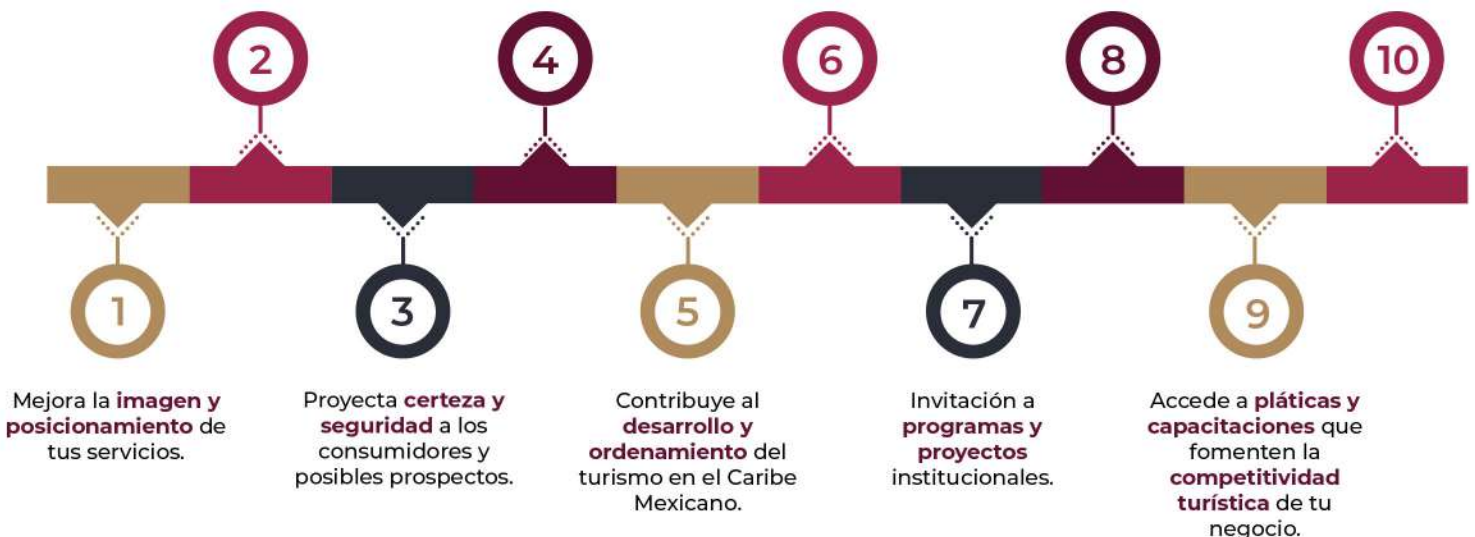 2
4
6
8
10
1
3
5
7
9
Mejora la imagen y
posicionamiento de
tus servicios.
Proyecta certeza y
seguridad a los
consumidores y
posibles prospectos.
Contribuye al
desarrollo y
ordenamiento del
turismo en el Caribe
Mexicano.
Invitación a
programas y
proyectos
institucionales.
Accede a pláticas y
capacitaciones que
fomenten la
competitividad
turística de tu
negocio.